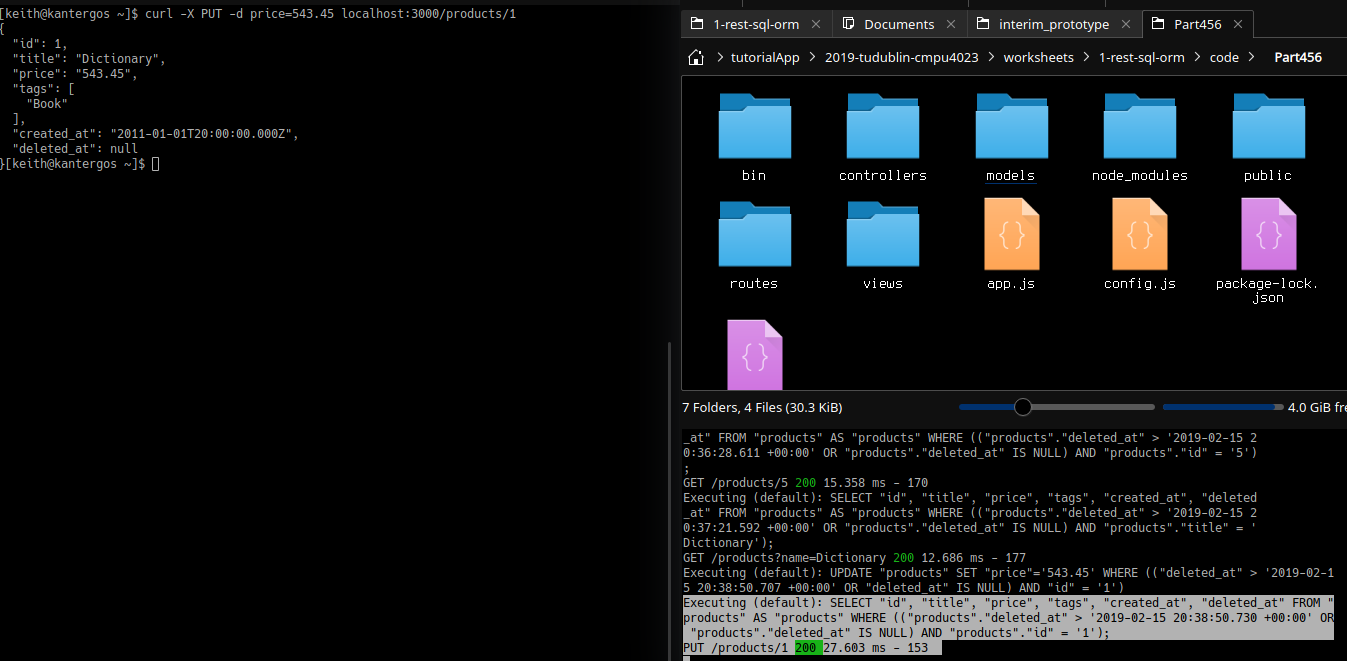 [keith@kantergos ~]$ curl -X PUT -d price=543.45 localhost:3000/products/1
{
  "id": 1,
  "title": "Dictionary",
  "price": "543.45",
  "tags": [
    "Book"
  ],
  "created_at": "2011-01-01T20:00:00.000Z",
  "deleted_at": null
}[keith@kantergos ~]$
1-rest-sql-orm
Documents
interim_prototype
Part456
tutorialApp
2019-tudublin-cmpu4023
worksheets
1-rest-sql-orm
code
Part456
bin
controllers
models
node_modules
public
routes
views
app.js
config.js
package-lock.
json
7 Folders, 4 Files (30.3 KiB)
4.0 GiB fre
_at" FROM "products" AS "products" WHERE (("products"."deleted_at" > '2019-02-15 2
0:36:28.611 +00:00' OR "products"."deleted_at" IS NULL) AND "products"."id" = '5')
;
GET /products/5 200 15.358 ms - 170
Executing (default): SELECT "id", "title", "price", "tags", "created_at", "deleted
_at" FROM "products" AS "products" WHERE (("products"."deleted_at" > '2019-02-15 2
0:37:21.592 +00:00' OR "products"."deleted_at" IS NULL) AND "products"."title" = '
Dictionary');
GET /products?name=Dictionary 200 12.686 ms - 177
Executing (default): UPDATE "products" SET "price"='543.45' WHERE (("deleted_at" > '2019-02-1
5 20:38:50.707 +00:00' OR "deleted_at" IS NULL) AND "id" = '1')
Executing (default): SELECT "id", "title", "price", "tags", "created_at", "deleted_at" FROM "
products" AS "products" WHERE (("products"."deleted_at" > '2019-02-15 20:38:50.730 +00:00' OR
 "products"."deleted_at" IS NULL) AND "products"."id" = '1');
PUT /products/1 200 27.603 ms - 153